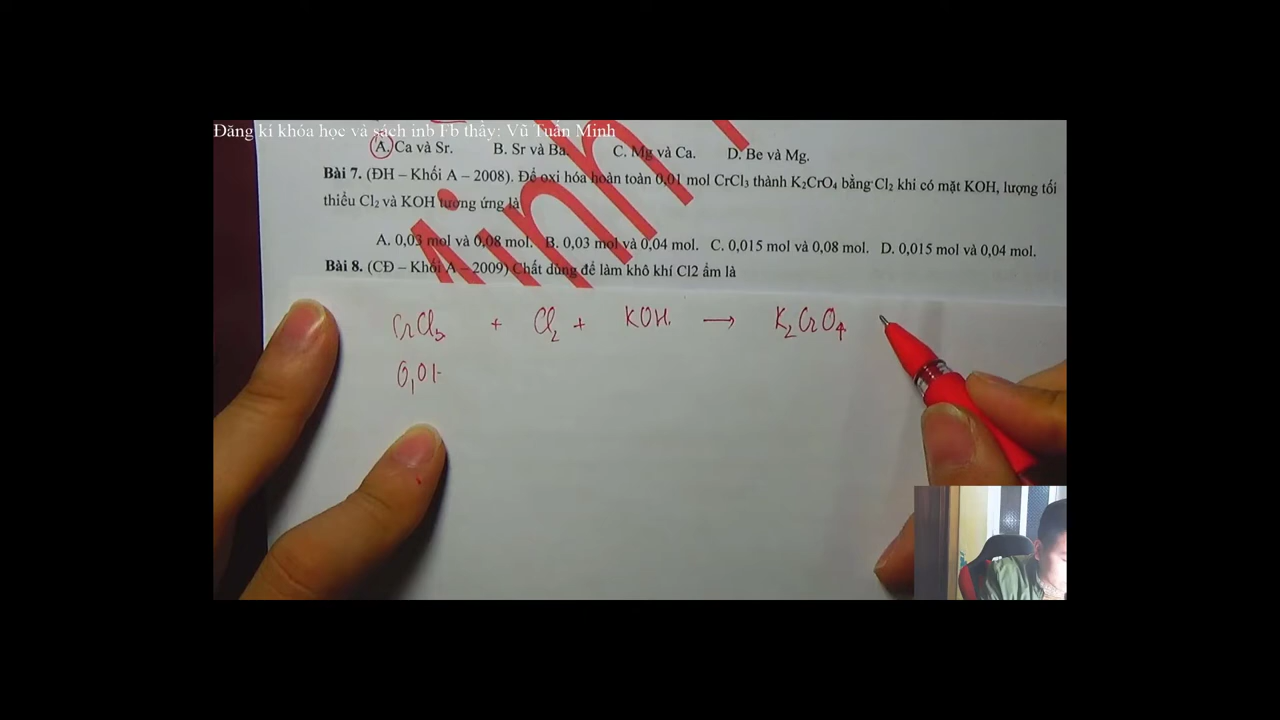 Đăng kí khóa học và sách inb Fb thầy: Vũ Tuấn Minh
A. Ca và Sr. B. Sr và Ba. C. Mg và Ca. D. Be và Mg.
Bài 7. (ĐH – Khối A – 2008). Để oxi hóa hoàn toàn 0,01 mol CrCl₃ thành K₂CrO₄ bằng Cl₂ khi có mặt KOH, lượng tối
thiểu Cl₂ và KOH tương ứng là
A. 0,03 mol và 0,08 mol. B. 0,03 mol và 0,04 mol. C. 0,015 mol và 0,08 mol. D. 0,015 mol và 0,04 mol.
Bài 8. (CĐ – Khối A – 2009) Chất dùng để làm khô khí Cl2 ẩm là
Minh
CrCl₃ + Cl₂ + KOH → K₂CrO₄
0,01